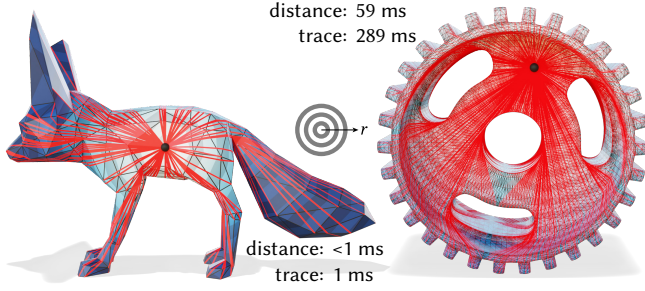 distance: 59 ms
trace: 289 ms
r
distance: <1 ms
trace: 1 ms